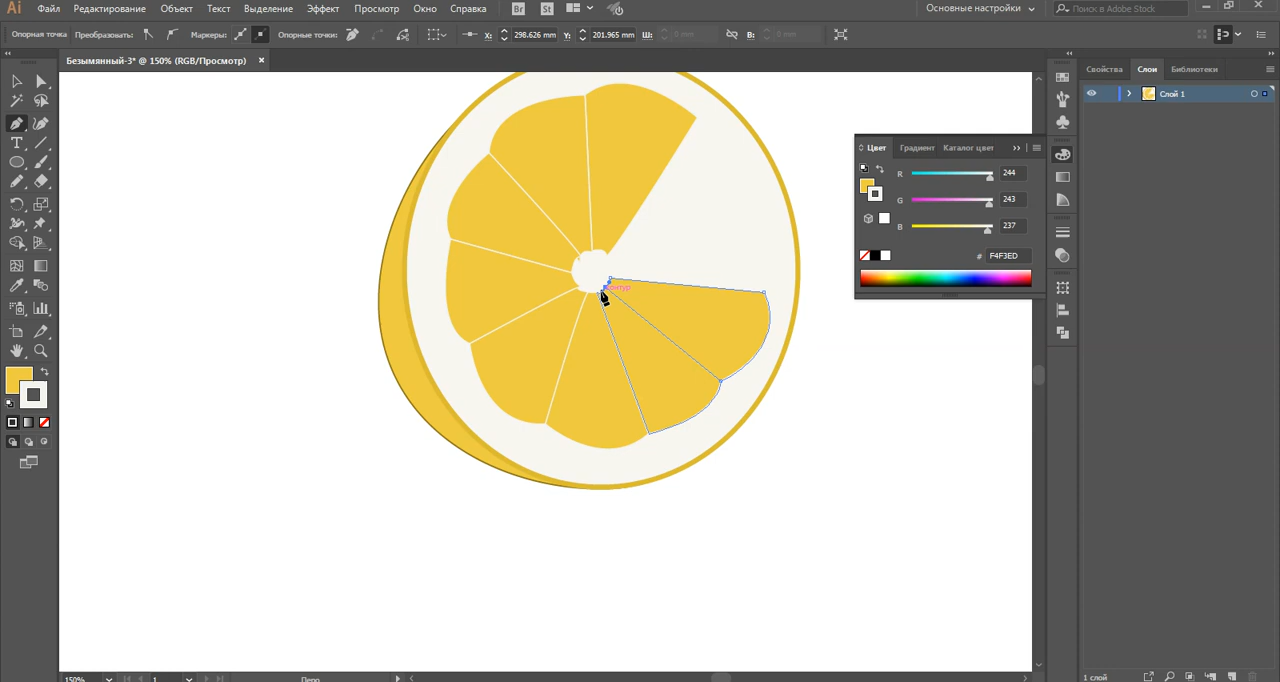 Ai Файл Редактирование Объект Текст Выделение Эффект Просмотр Окно Справка Br St Основные настройки Поиск в Adobe Stock
Опорная точка Преобразовать: Маркеры: Опорные точки: X: 298.626 mm Y: 201.965 mm Ш: 0 mm В: 0 mm
Безымянный-3* @ 150% (RGB/Просмотр) ×
Свойства Слои Библиотеки
Слой 1
Цвет Градиент Каталог цвет
R 244
G 243
B 237
# F4F3ED
контур
150% 1 Перо
1 слой